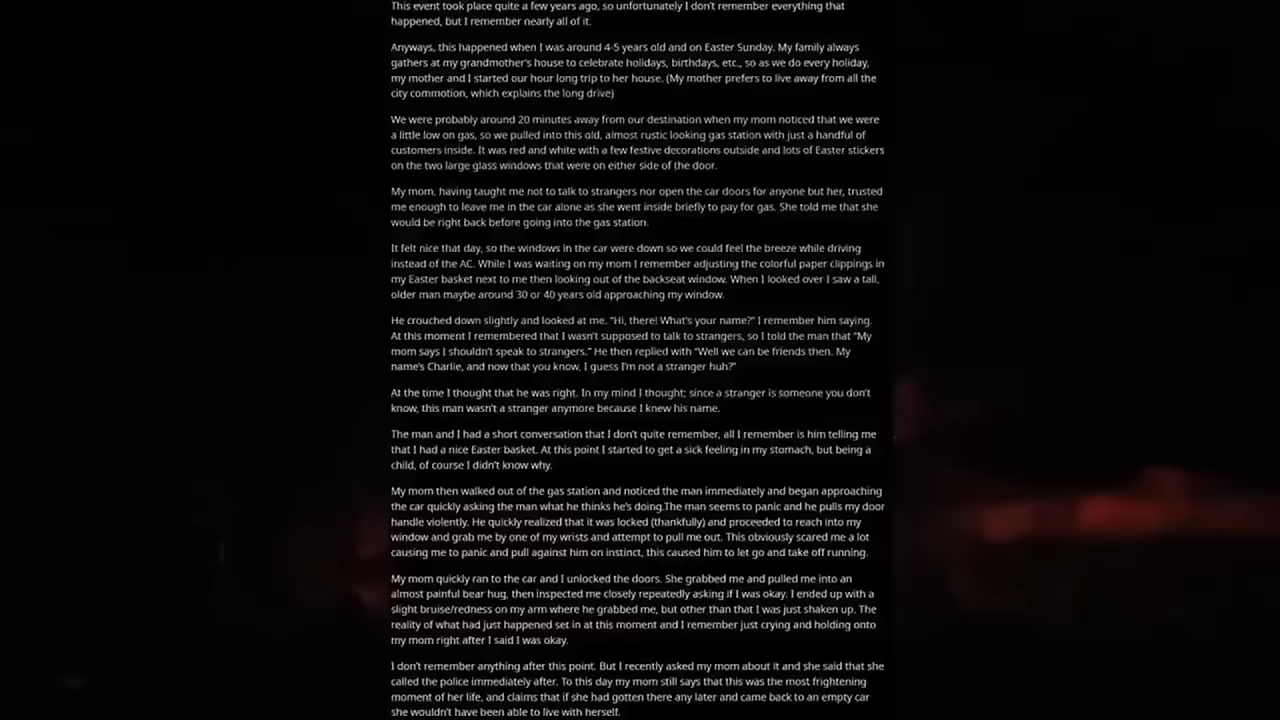 This event took place quite a few years ago, so unfortunately I don't remember everything that
happened, but I remember nearly all of it.
Anyways, this happened when I was around 4-5 years old and on Easter Sunday. My family always
gathers at my grandmother's house to celebrate holidays, birthdays, etc., so as we do every holiday,
my mother and I started our hour long trip to her house. (My mother prefers to live away from all the
city commotion, which explains the long drive)
We were probably around 20 minutes away from our destination when my mom noticed that we were
a little low on gas, so we pulled into this old, almost rustic looking gas station with just a handful of
customers inside. It was red and white with a few festive decorations outside and lots of Easter stickers
on the two large glass windows that were on either side of the door.
My mom, having taught me not to talk to strangers nor open the car doors for anyone but her, trusted
me enough to leave me in the car alone as she went inside briefly to pay for gas. She told me that she
would be right back before going into the gas station.
It felt nice that day, so the windows in the car were down so we could feel the breeze while driving
instead of the AC. While I was waiting on my mom I remember adjusting the colorful paper clippings in
my Easter basket next to me then looking out of the backseat window. When I looked over I saw a tall,
older man maybe around 30 or 40 years old approaching my window.
He crouched down slightly and looked at me. "Hi, there! What's your name?" I remember him saying.
At this moment I remembered that I wasn't supposed to talk to strangers, so I told the man that "My
mom says I shouldn't speak to strangers." He then replied with "Well we can be friends then. My
name's Charlie, and now that you know, I guess I'm not a stranger huh?"
At the time I thought that he was right. In my mind I thought; since a stranger is someone you don't
know, this man wasn't a stranger anymore because I knew his name.
The man and I had a short conversation that I don't quite remember, all I remember is him telling me
that I had a nice Easter basket. At this point I started to get a sick feeling in my stomach, but being a
child, of course I didn't know why.
My mom then walked out of the gas station and noticed the man immediately and began approaching
the car quickly asking the man what he thinks he's doing.The man seems to panic and he pulls my door
handle violently. He quickly realized that it was locked (thankfully) and proceeded to reach into my
window and grab me by one of my wrists and attempt to pull me out. This obviously scared me a lot
causing me to panic and pull against him on instinct, this caused him to let go and take off running.
My mom quickly ran to the car and I unlocked the doors. She grabbed me and pulled me into an
almost painful bear hug, then inspected me closely repeatedly asking if I was okay. I ended up with a
slight bruise/redness on my arm where he grabbed me, but other than that I was just shaken up. The
reality of what had just happened set in at this moment and I remember just crying and holding onto
my mom right after I said I was okay.
I don't remember anything after this point. But I recently asked my mom about it and she said that she
called the police immediately after. To this day my mom still says that this was the most frightening
moment of her life, and claims that if she had gotten there any later and came back to an empty car
she wouldn't have been able to live with herself.